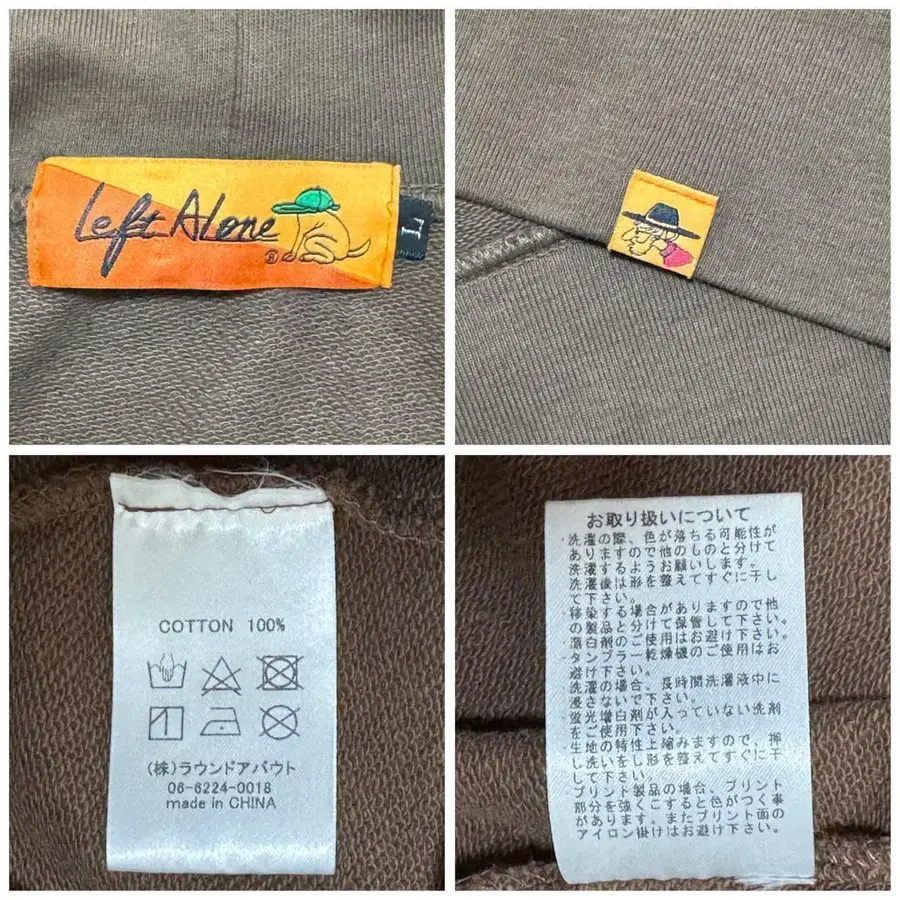 Left Alone
®
L
COTTON 100%
(株)ラウンドアバウト
06-6224-0018
made in CHINA
お取り扱いについて
・洗濯の際、色が落ちる可能性が
ありますので他のしのと分けて
洗濯するようお願いします。
洗濯後は形を整えてすぐに干し
て下さい。
・移染する場合がありますので他
の製品と分けて保管して下さい。
・漂白剤のご使用はお避け下さい。
・タンブラー乾燥機のご使用はお
避け下さい。
・洗濯の場合、長時間洗濯液中に
浸さないで下さい。
・蛍光増白剤が入っていない洗剤
をご使用下さい。
・生地の特性上縮みますので、押
し洗いをし形を整えてすぐに干
して下さい。
・プリント製品の場合、プリント
部分を強くこすると色がつく事
があります。またプリント面の
アイロン掛けはお避け下さい。